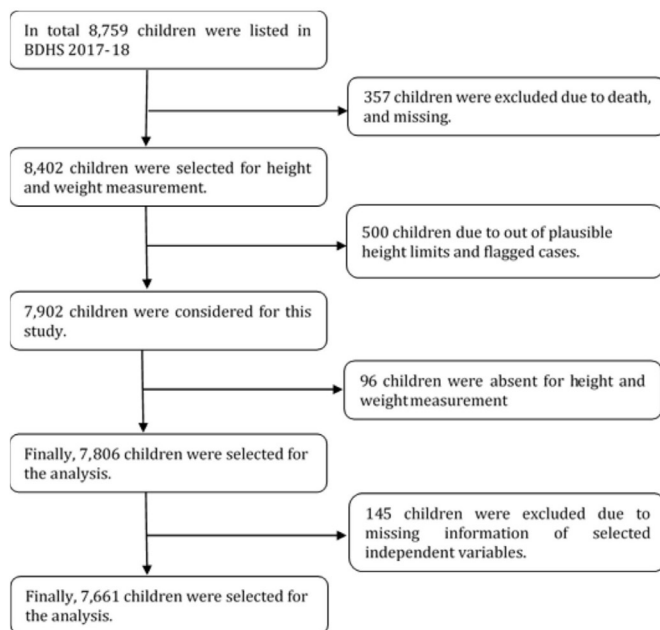 In total 8,759 children were listed in
BDHS 2017-18
357 children were excluded due to death,
and missing.
8,402 children were selected for height
and weight measurement.
500 children due to out of plausible
height limits and flagged cases.
7,902 children were considered for this
study.
96 children were absent for height and
weight measurement
Finally, 7,806 children were selected for
the analysis.
145 children were excluded due to
missing information of selected
independent variables.
Finally, 7,661 children were selected for
the analysis.